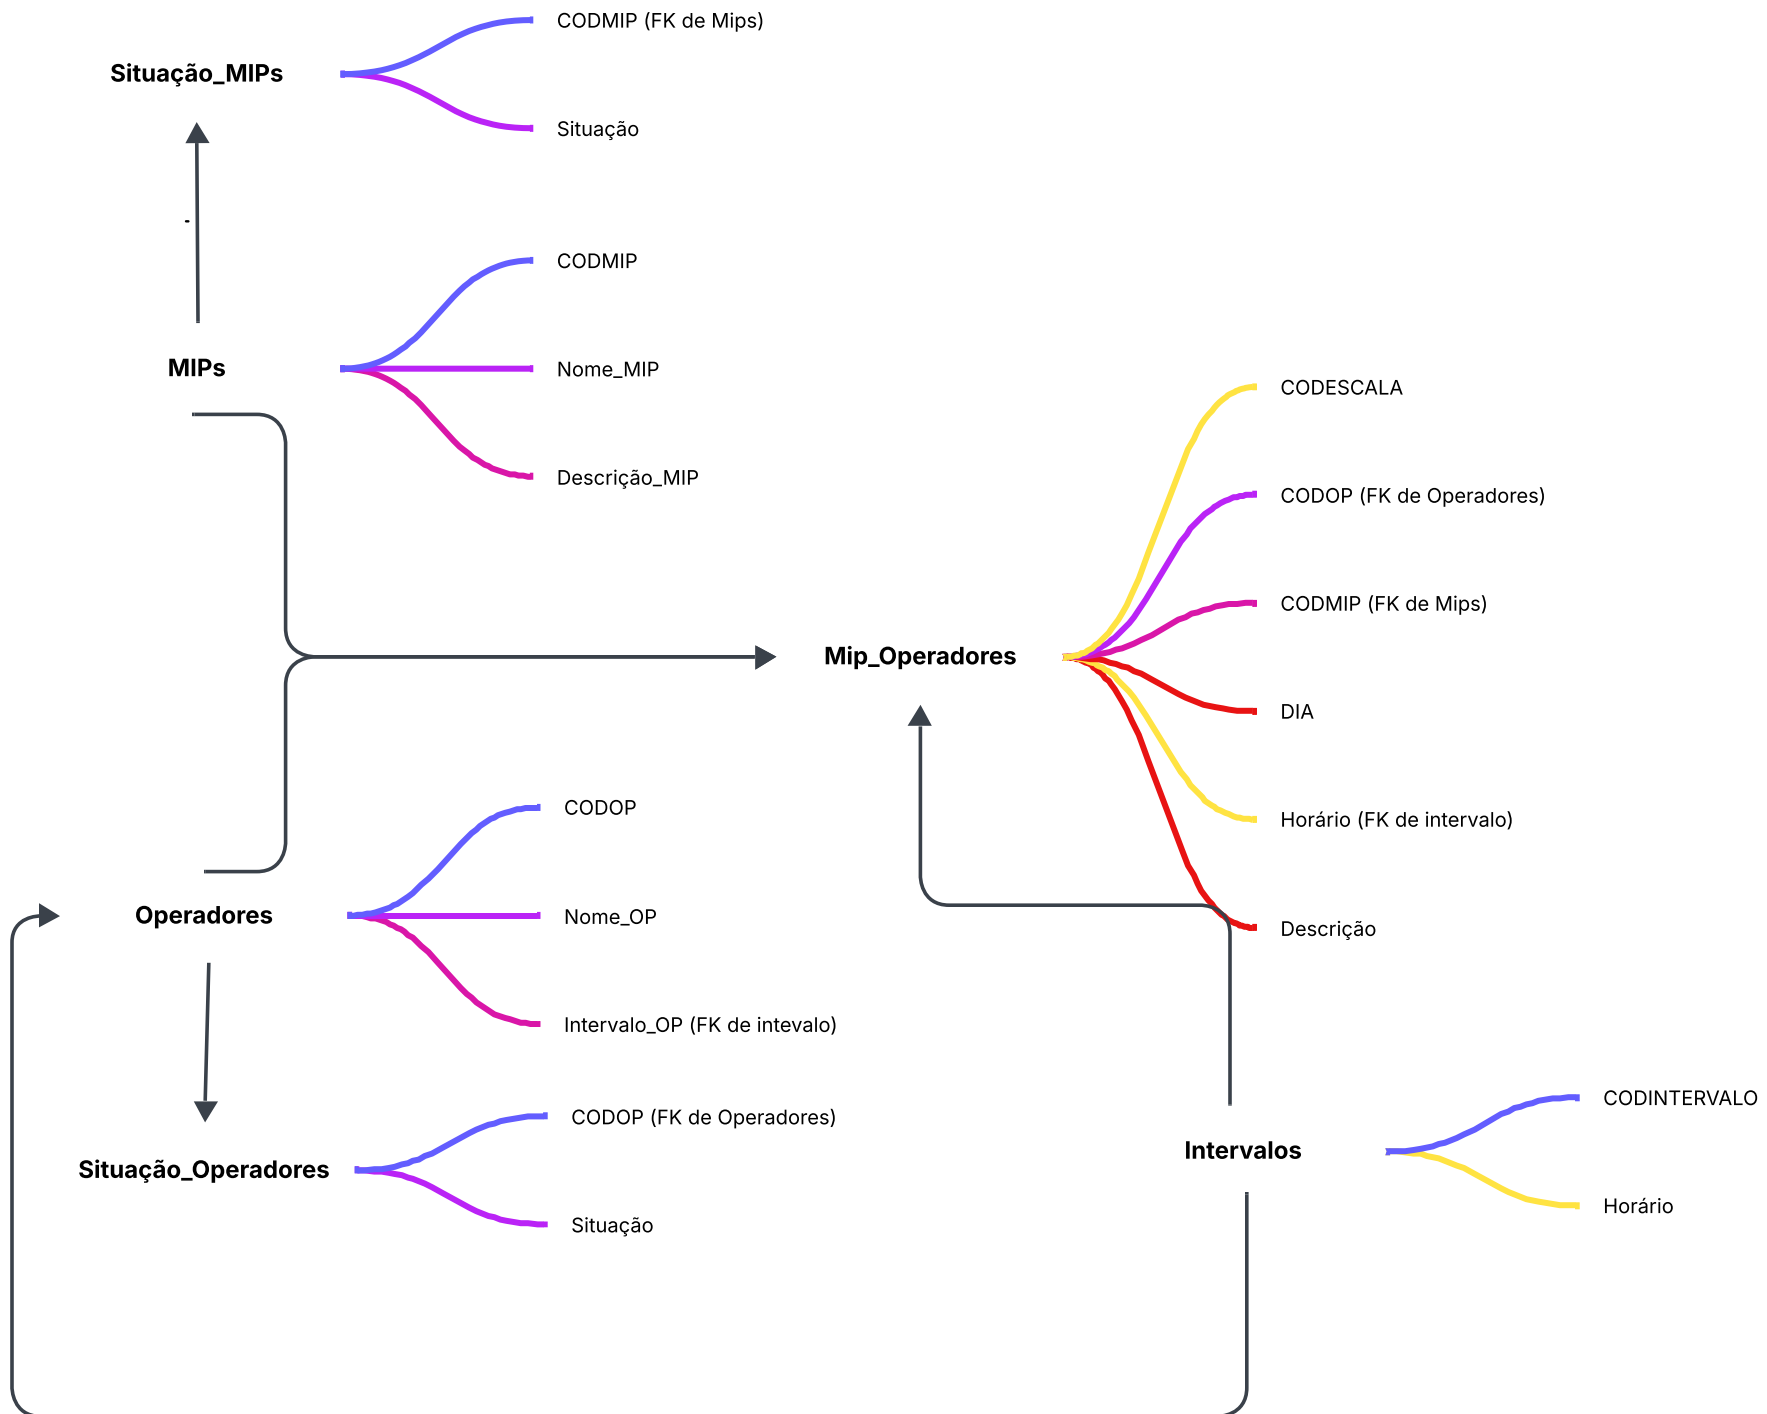 Situação_MIPs
CODMIP (FK de Mips)
Situação
-
MIPs
CODMIP
Nome_MIP
Descrição_MIP
Mip_Operadores
CODESCALA
CODOP (FK de Operadores)
CODMIP (FK de Mips)
DIA
Horário (FK de intervalo)
Descrição
Operadores
CODOP
Nome_OP
Intervalo_OP (FK de intevalo)
Situação_Operadores
CODOP (FK de Operadores)
Situação
Intervalos
CODINTERVALO
Horário